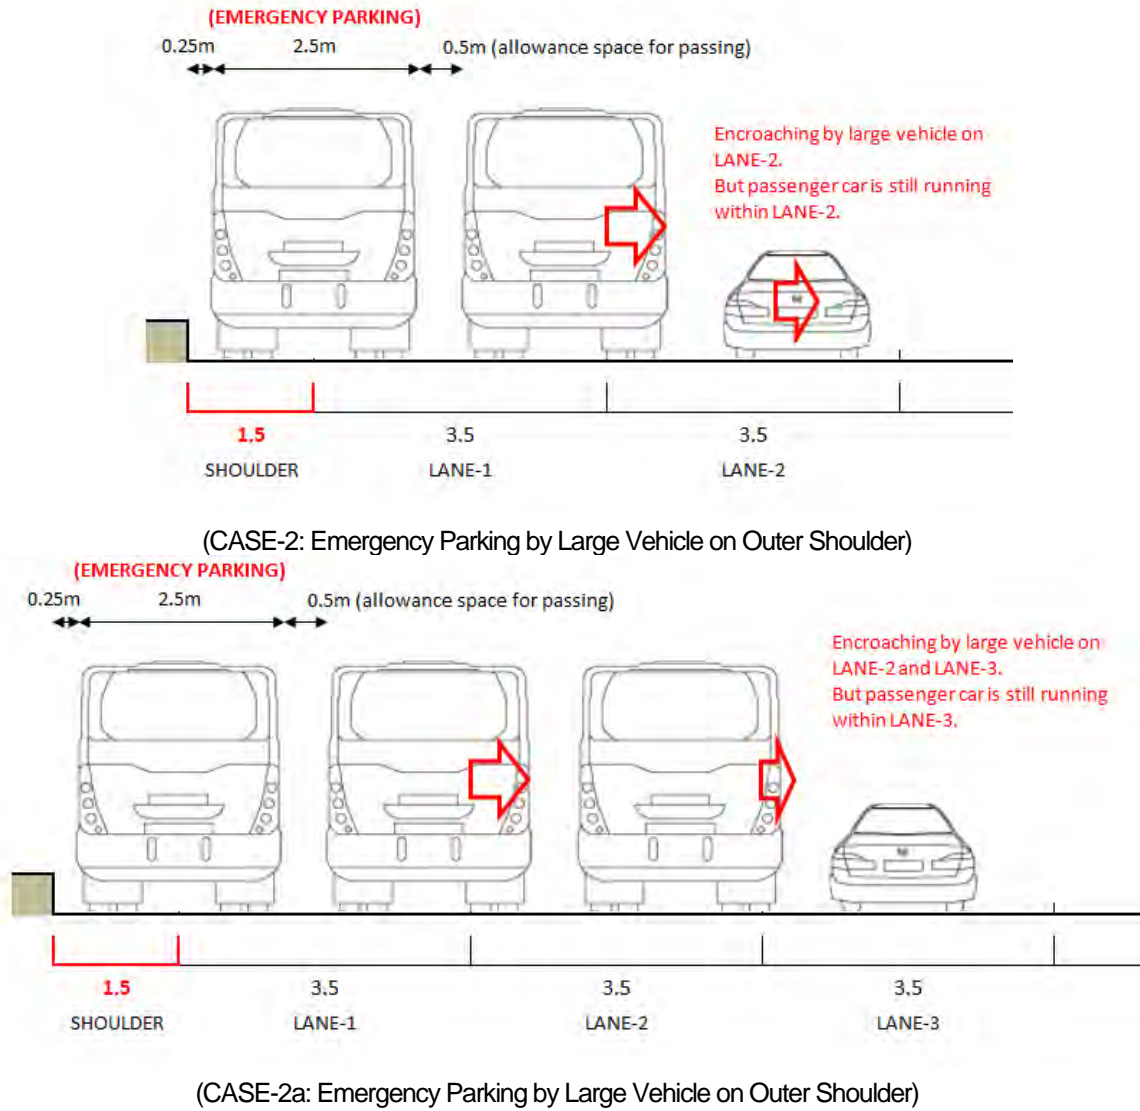 (EMERGENCY PARKING)
0.25m 2.5m 0.5m (allowance space for passing)
Encroaching by large vehicle on
LANE-2.
But passenger car is still running
within LANE-2.
1.5 3.5 3.5
SHOULDER LANE-1 LANE-2
(CASE-2: Emergency Parking by Large Vehicle on Outer Shoulder)
(EMERGENCY PARKING)
0.25m 2.5m 0.5m (allowance space for passing)
Encroaching by large vehicle on
LANE-2 and LANE-3.
But passenger car is still running
within LANE-3.
1.5 3.5 3.5 3.5
SHOULDER LANE-1 LANE-2 LANE-3
(CASE-2a: Emergency Parking by Large Vehicle on Outer Shoulder)